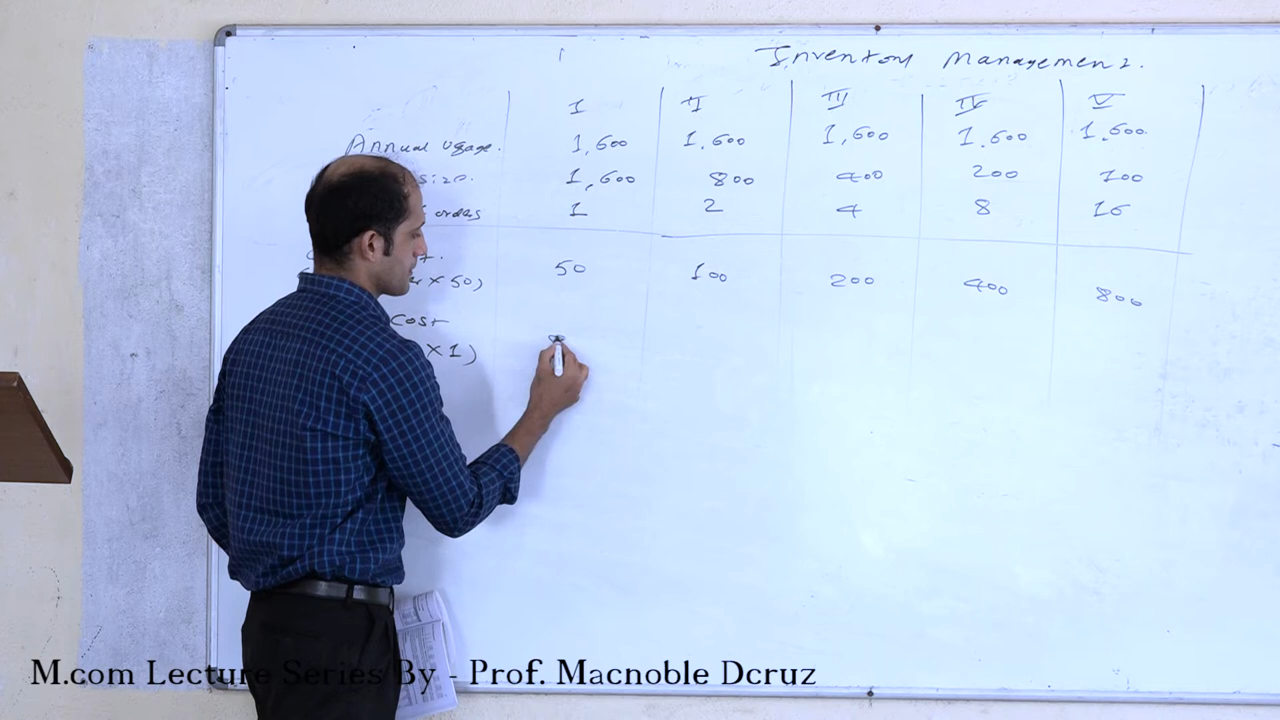 Inventory Management.
I II III IV V
Annual Usage. 1,600 1,600 1,600 1.600 1.600
size. 1,600 800 400 200 100
orders 1 2 4 8 16
× 50) 50 100 200 400 800
Cost
× 1)
M.com Lecture Series By - Prof. Macnoble Dcruz